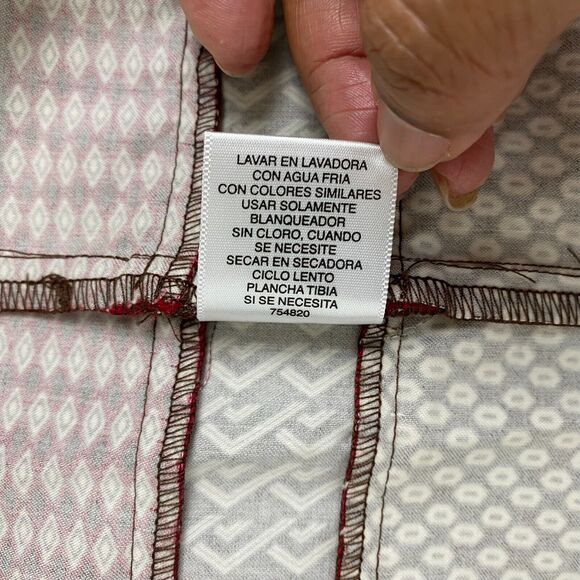 LAVAR EN LAVADORA
CON AGUA FRIA
CON COLORES SIMILARES
USAR SOLAMENTE
BLANQUEADOR
SIN CLORO, CUANDO
SE NECESITE
SECAR EN SECADORA
CICLO LENTO
PLANCHA TIBIA
SI SE NECESITA
754820